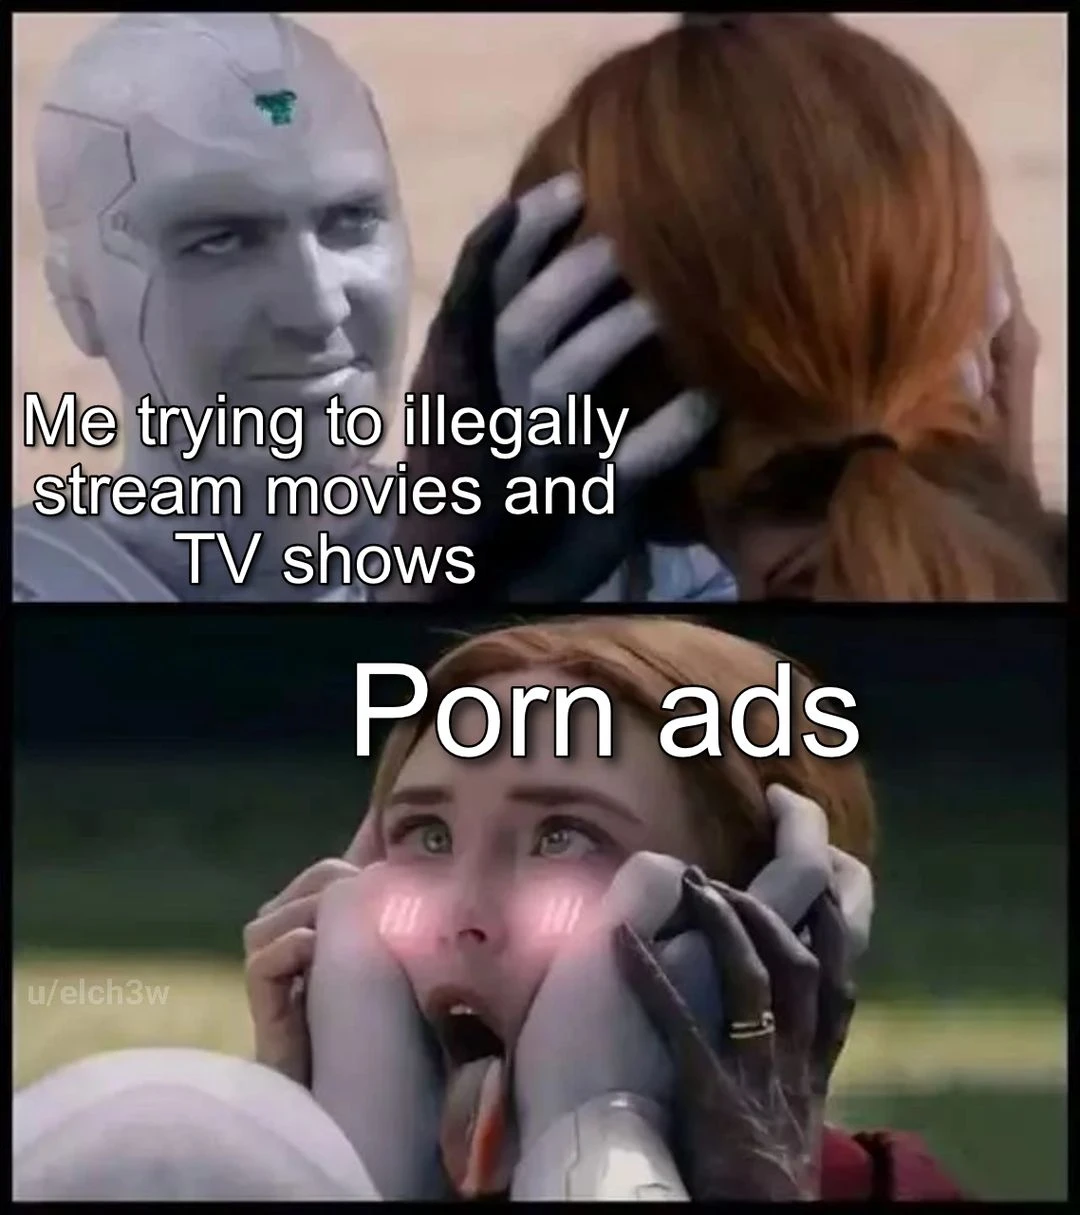 Me trying to illegally
stream movies and
TV shows
Porn ads
u/elch3w